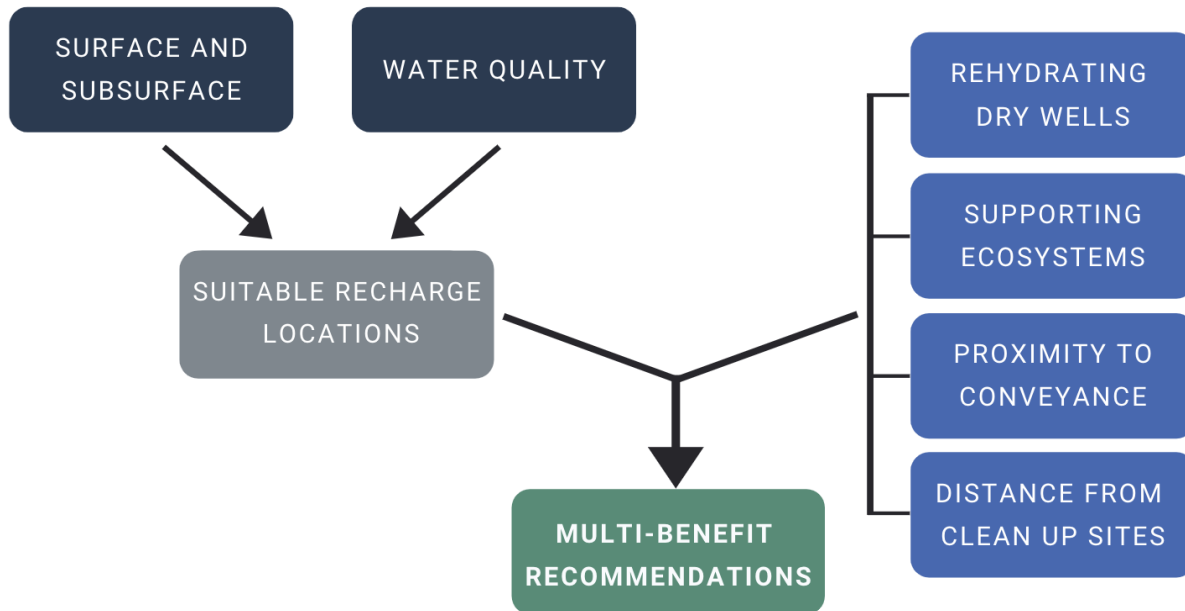 SURFACE AND
SUBSURFACE
WATER QUALITY
SUITABLE RECHARGE
LOCATIONS
REHYDRATING
DRY WELLS
SUPPORTING
ECOSYSTEMS
PROXIMITY TO
CONVEYANCE
DISTANCE FROM
CLEAN UP SITES
MULTI-BENEFIT
RECOMMENDATIONS